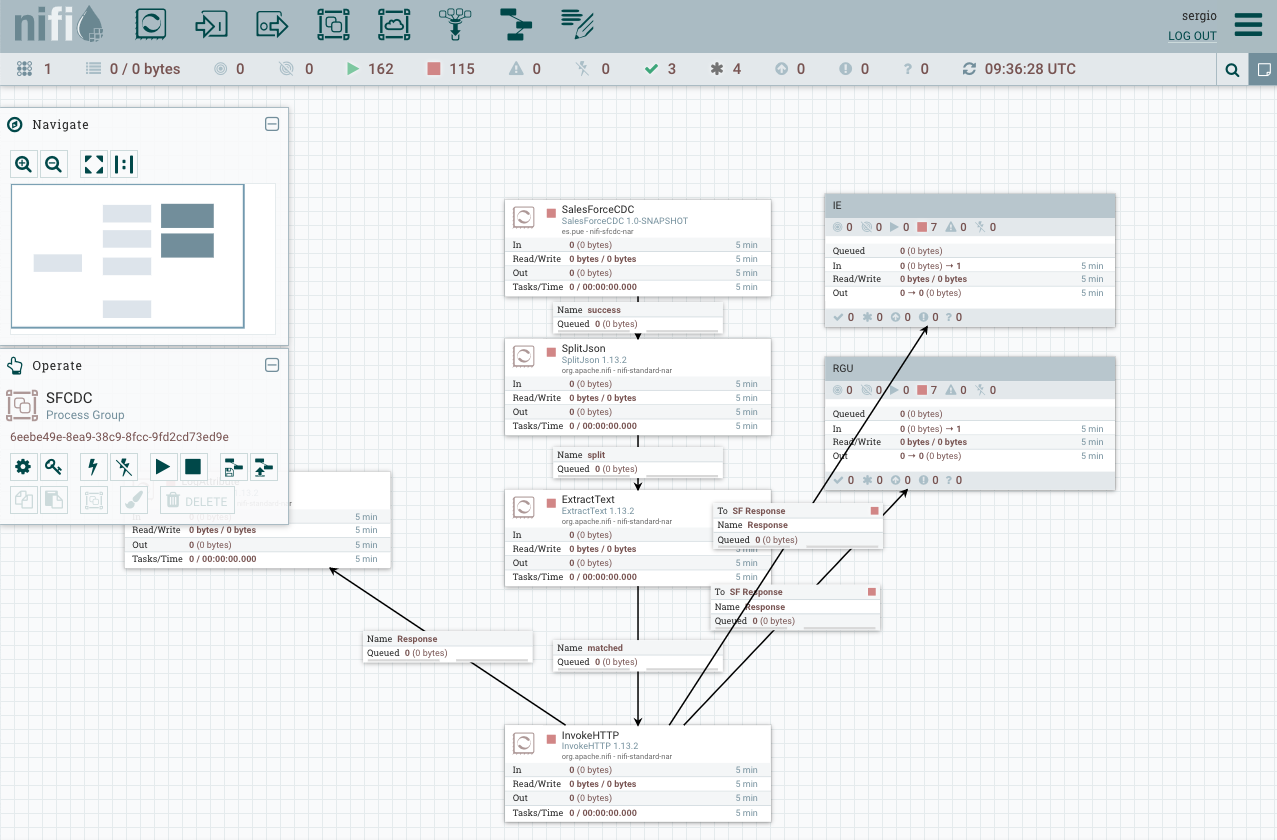 nifi
sergio
LOG OUT
1 0 / 0 bytes 0 0 162 115 0 0 3 4 0 0 0 09:36:28 UTC
Navigate
Operate
SFCDC
Process Group
6eebe49e-8ea9-38c9-8fcc-9fd2cd73ed9e
DELETE
5 min
Read/Write 0 bytes / 0 bytes 5 min
Out 0 (0 bytes) 5 min
Tasks/Time 0 / 00:00:00.000 5 min
SalesForceCDC
SalesForceCDC 1.0-SNAPSHOT
es.pue - nifi-sfcdc-nar
In 0 (0 bytes) 5 min
Read/Write 0 bytes / 0 bytes 5 min
Out 0 (0 bytes) 5 min
Tasks/Time 0 / 00:00:00.000 5 min
Name success
Queued 0 (0 bytes)
SplitJson
SplitJson 1.13.2
org.apache.nifi - nifi-standard-nar
In 0 (0 bytes) 5 min
Read/Write 0 bytes / 0 bytes 5 min
Out 0 (0 bytes) 5 min
Tasks/Time 0 / 00:00:00.000 5 min
Name split
Queued 0 (0 bytes)
ExtractText
ExtractText 1.13.2
org.apache.nifi - nifi-standard-nar
In 0 (0 bytes)
Read/Write 0 bytes / 0 bytes 5 min
Out 0 (0 bytes) 5 min
Tasks/Time 0 / 00:00:00.000 5 min
Name matched
Queued 0 (0 bytes)
InvokeHTTP
InvokeHTTP 1.13.2
org.apache.nifi - nifi-standard-nar
In 0 (0 bytes) 5 min
Read/Write 0 bytes / 0 bytes 5 min
Out 0 (0 bytes) 5 min
Tasks/Time 0 / 00:00:00.000 5 min
Name Response
Queued 0 (0 bytes)
To SF Response
Name Response
Queued 0 (0 bytes)
To SF Response
Name Response
Queued 0 (0 bytes)
IE
0 0 0 7 0 0
Queued 0 (0 bytes)
In 0 (0 bytes) → 1 5 min
Read/Write 0 bytes / 0 bytes 5 min
Out 0 → 0 (0 bytes) 5 min
0 0 0 0 ? 0
RGU
0 0 0 7 0 0
Queued 0 (0 bytes)
In 0 (0 bytes) → 1 5 min
Read/Write 0 bytes / 0 bytes 5 min
Out 0 → 0 (0 bytes) 5 min
0 0 0 0 ? 0